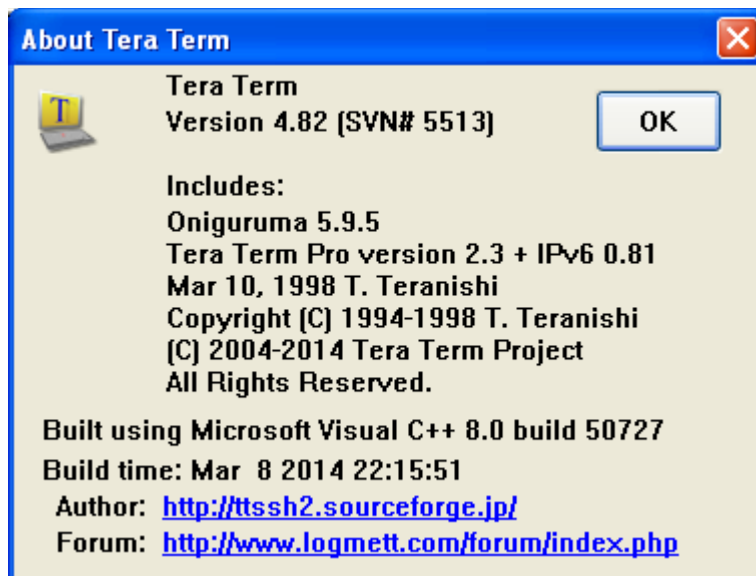 About Tera Term
T
Tera Term
Version 4.82 (SVN# 5513)
OK
Includes:
Oniguruma 5.9.5
Tera Term Pro version 2.3 + IPv6 0.81
Mar 10, 1998 T. Teranishi
Copyright (C) 1994-1998 T. Teranishi
(C) 2004-2014 Tera Term Project
All Rights Reserved.
Built using Microsoft Visual C++ 8.0 build 50727
Build time: Mar  8 2014 22:15:51
Author: http://ttssh2.sourceforge.jp/
Forum: http://www.logmett.com/forum/index.php